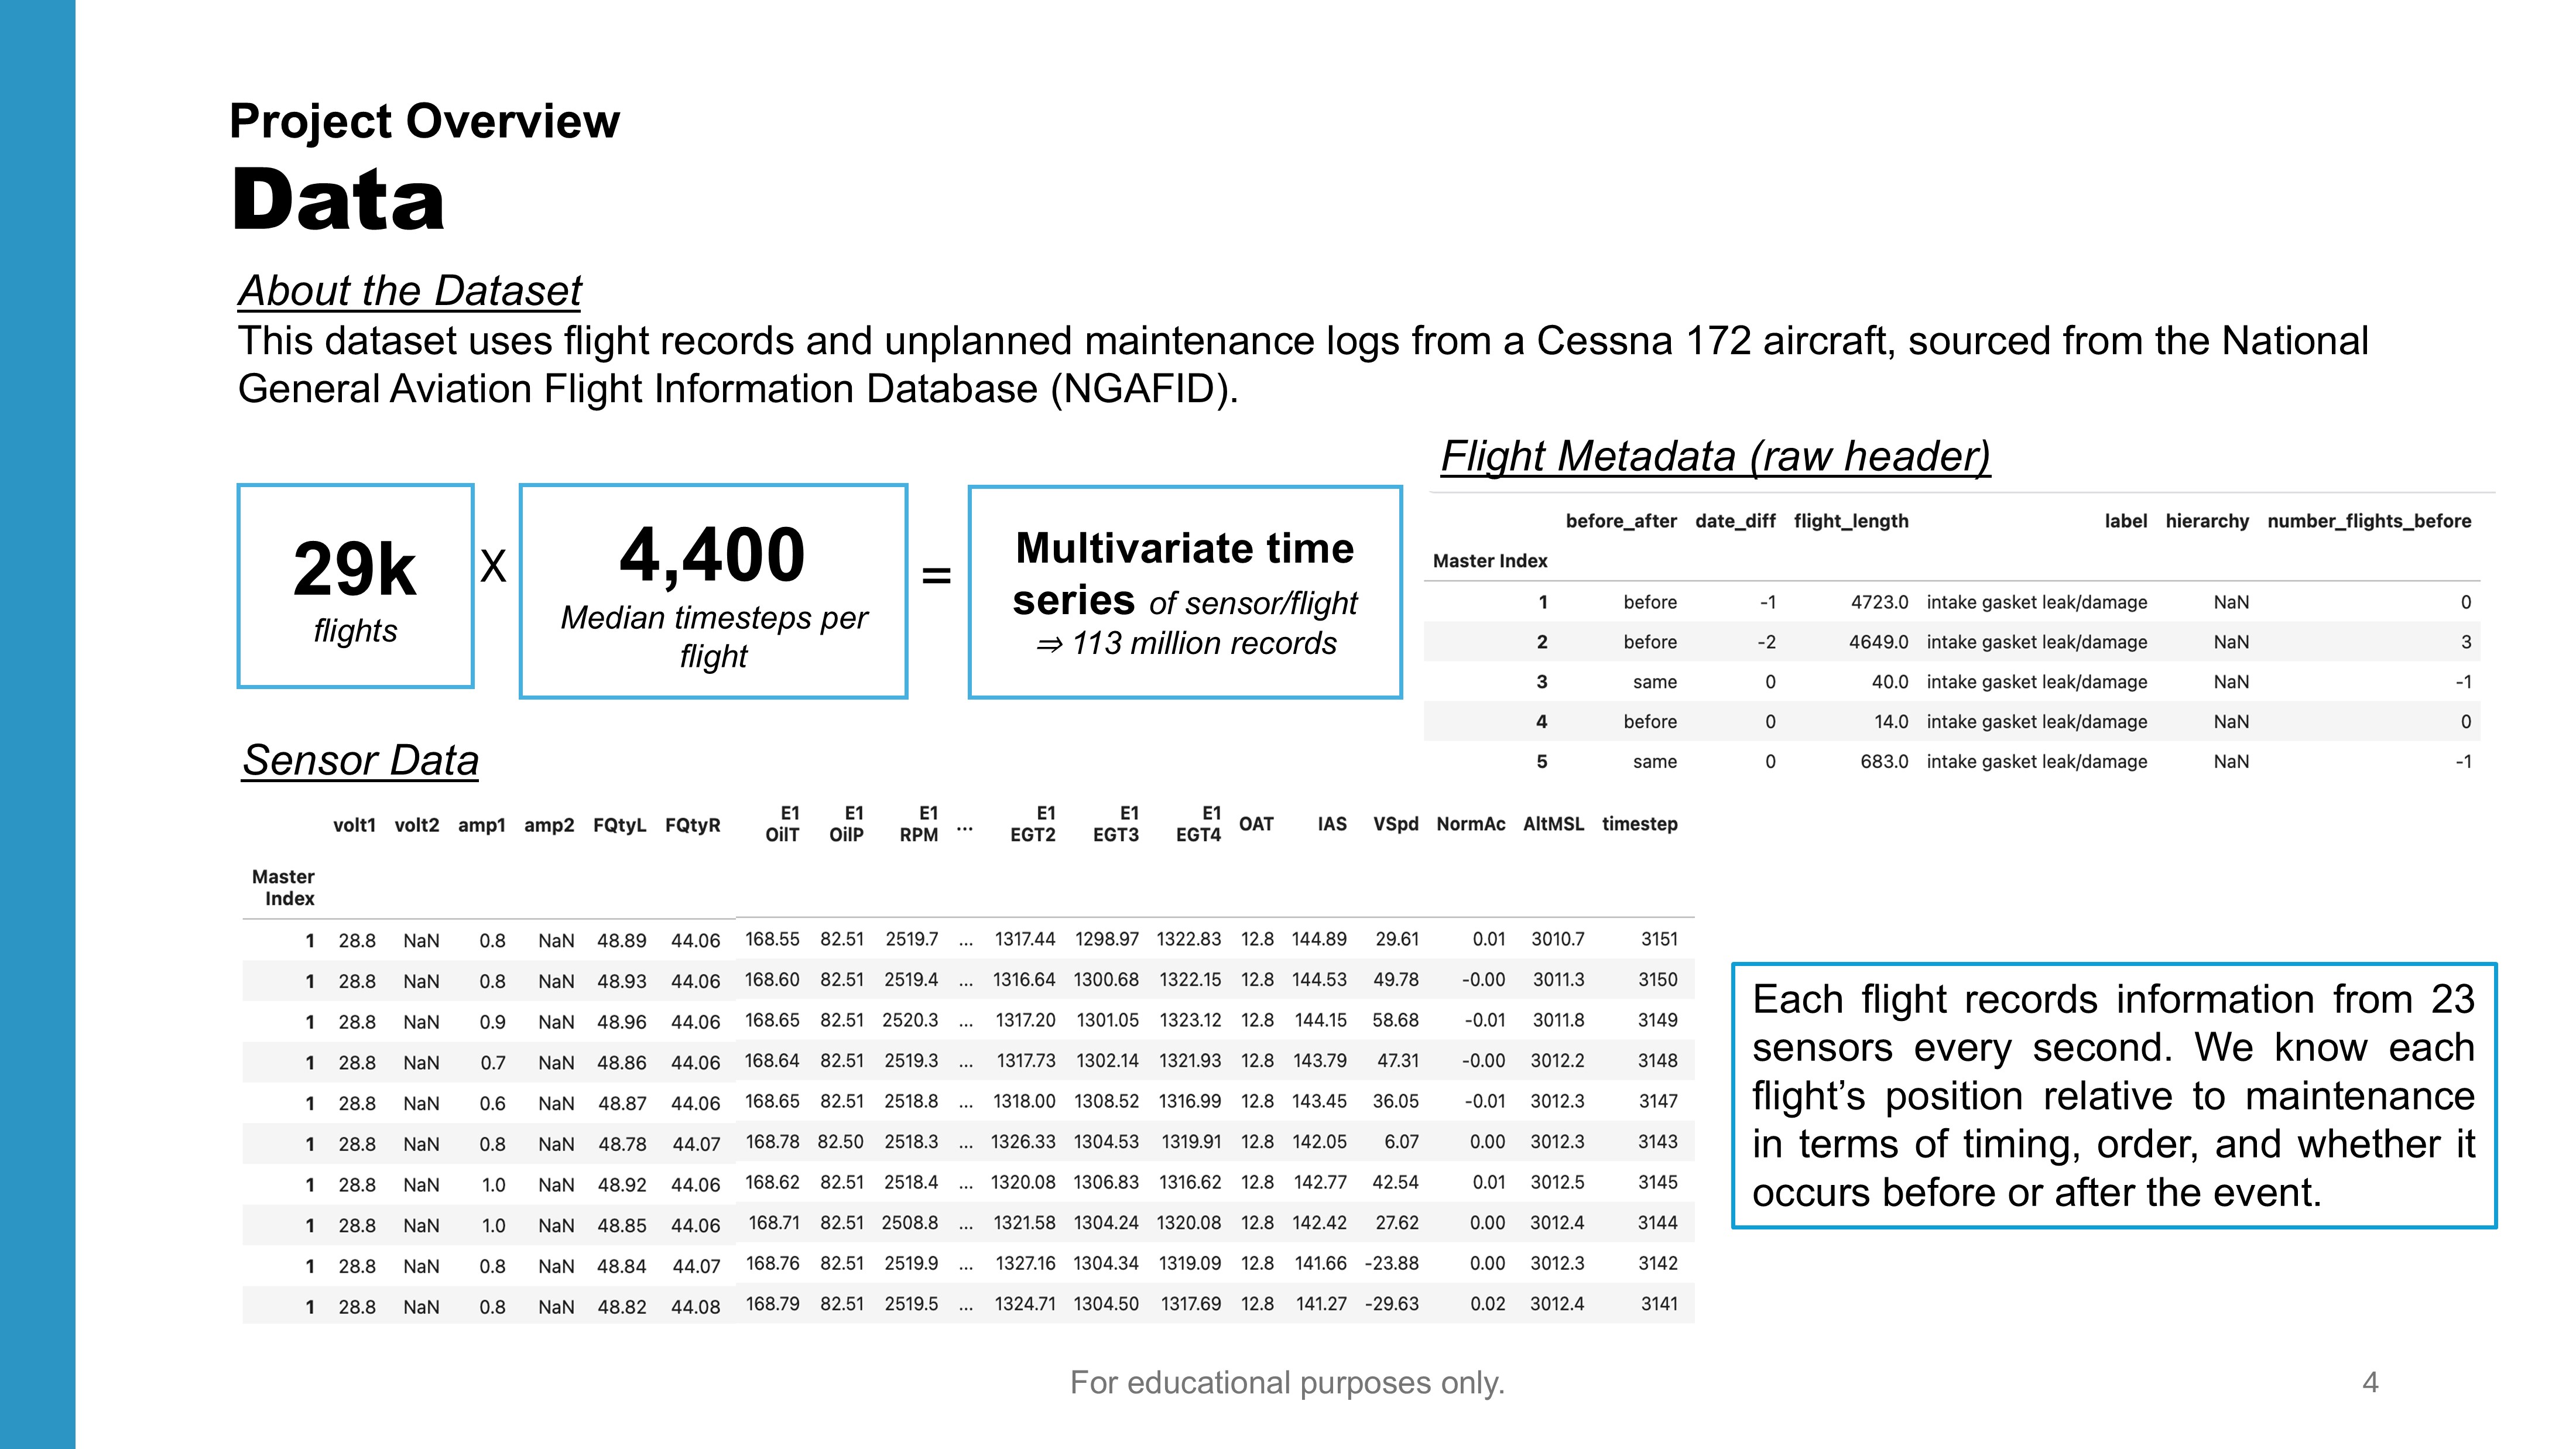 Project Overview
Data
About the Dataset
This dataset uses flight records and unplanned maintenance logs from a Cessna 172 aircraft, sourced from the National
General Aviation Flight Information Database (NGAFID).
29k
flights
X
4,400
Median timesteps per
flight
=
Multivariate time
series of sensor/flight
⇒ 113 million records
Flight Metadata (raw header)
before_after date_diff flight_length label hierarchy number_flights_before
Master Index
1 before -1 4723.0 intake gasket leak/damage NaN 0
2 before -2 4649.0 intake gasket leak/damage NaN 3
3 same 0 40.0 intake gasket leak/damage NaN -1
4 before 0 14.0 intake gasket leak/damage NaN 0
5 same 0 683.0 intake gasket leak/damage NaN -1
Sensor Data
volt1 volt2 amp1 amp2 FQtyL FQtyR E1 OilT E1 OilP E1 RPM ... E1 EGT2 E1 EGT3 E1 EGT4 OAT IAS VSpd NormAc AltMSL timestep
Master
Index
1 28.8 NaN 0.8 NaN 48.89 44.06 168.55 82.51 2519.7 ... 1317.44 1298.97 1322.83 12.8 144.89 29.61 0.01 3010.7 3151
1 28.8 NaN 0.8 NaN 48.93 44.06 168.60 82.51 2519.4 ... 1316.64 1300.68 1322.15 12.8 144.53 49.78 -0.00 3011.3 3150
1 28.8 NaN 0.9 NaN 48.96 44.06 168.65 82.51 2520.3 ... 1317.20 1301.05 1323.12 12.8 144.15 58.68 -0.01 3011.8 3149
1 28.8 NaN 0.7 NaN 48.86 44.06 168.64 82.51 2519.3 ... 1317.73 1302.14 1321.93 12.8 143.79 47.31 -0.00 3012.2 3148
1 28.8 NaN 0.6 NaN 48.87 44.06 168.65 82.51 2518.8 ... 1318.00 1308.52 1316.99 12.8 143.45 36.05 -0.01 3012.3 3147
1 28.8 NaN 0.8 NaN 48.78 44.07 168.78 82.50 2518.3 ... 1326.33 1304.53 1319.91 12.8 142.05 6.07 0.00 3012.3 3143
1 28.8 NaN 1.0 NaN 48.92 44.06 168.62 82.51 2518.4 ... 1320.08 1306.83 1316.62 12.8 142.77 42.54 0.01 3012.5 3145
1 28.8 NaN 1.0 NaN 48.85 44.06 168.71 82.51 2508.8 ... 1321.58 1304.24 1320.08 12.8 142.42 27.62 0.00 3012.4 3144
1 28.8 NaN 0.8 NaN 48.84 44.07 168.76 82.51 2519.9 ... 1327.16 1304.34 1319.09 12.8 141.66 -23.88 0.00 3012.3 3142
1 28.8 NaN 0.8 NaN 48.82 44.08 168.79 82.51 2519.5 ... 1324.71 1304.50 1317.69 12.8 141.27 -29.63 0.02 3012.4 3141
Each flight records information from 23
sensors every second. We know each
flight’s position relative to maintenance
in terms of timing, order, and whether it
occurs before or after the event.
For educational purposes only.
4